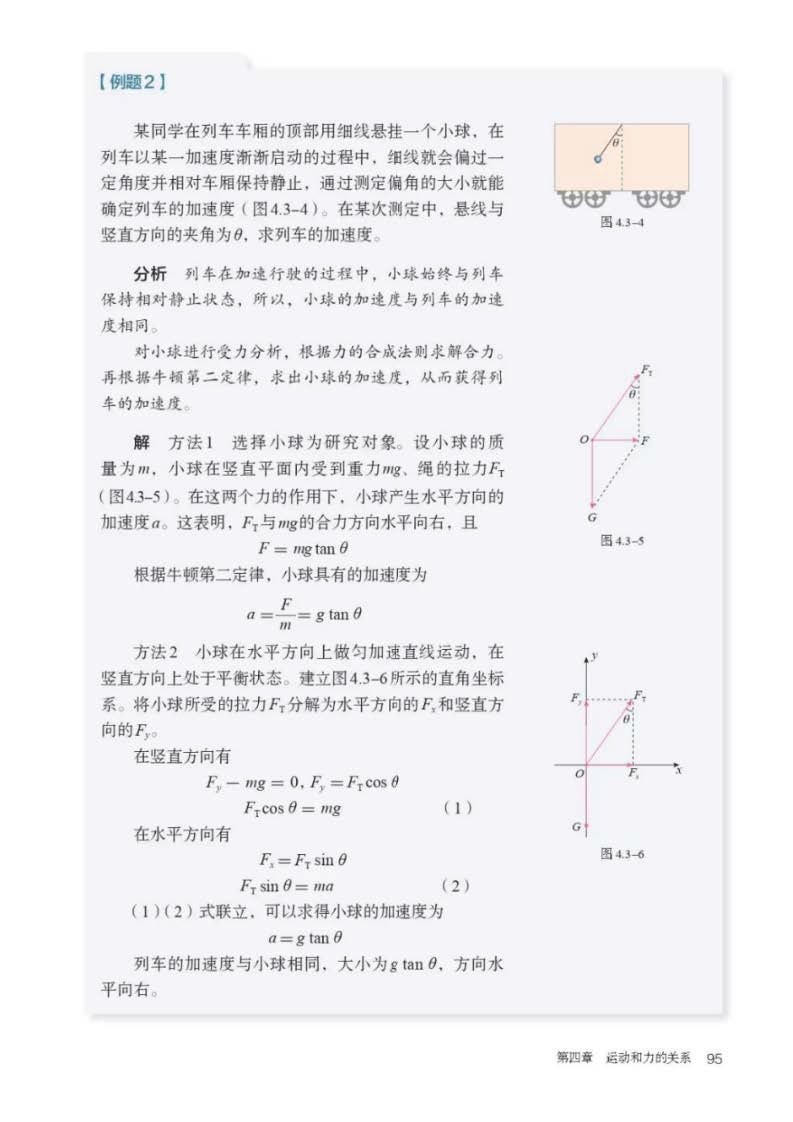 【例题2】
某同学在列车车厢的顶部用细线悬挂一个小球，在
列车以某一加速度渐渐启动的过程中，细线就会偏过一
定角度并相对车厢保持静止，通过测定偏角的大小就能
确定列车的加速度（图4.3-4）。在某次测定中，悬线与
竖直方向的夹角为θ，求列车的加速度。
θ
图 4.3-4
分析 列车在加速行驶的过程中，小球始终与列车
保持相对静止状态，所以，小球的加速度与列车的加速
度相同。
对小球进行受力分析，根据力的合成法则求解合力。
再根据牛顿第二定律，求出小球的加速度，从而获得列
车的加速度。
解 方法1 选择小球为研究对象。设小球的质
量为m，小球在竖直平面内受到重力mg、绳的拉力F_T
（图4.3-5）。在这两个力的作用下，小球产生水平方向的
加速度a。这表明，F_T与mg的合力方向水平向右，且
F = mg tan θ
根据牛顿第二定律，小球具有的加速度为
a = F/m = g tan θ
F_T
θ
O
F
G
图 4.3-5
方法2 小球在水平方向上做匀加速直线运动，在
竖直方向上处于平衡状态。建立图4.3-6所示的直角坐标
系。将小球所受的拉力F_T分解为水平方向的F_x和竖直方
向的F_y。
在竖直方向有
F_y − mg = 0, F_y = F_T cos θ
F_T cos θ = mg （1）
在水平方向有
F_x = F_T sin θ
F_T sin θ = ma （2）
（1）（2）式联立，可以求得小球的加速度为
a = g tan θ
列车的加速度与小球相同，大小为g tan θ，方向水
平向右。
y
F_y
F_T
θ
O
F_x
x
G
图 4.3-6
第四章 运动和力的关系 95